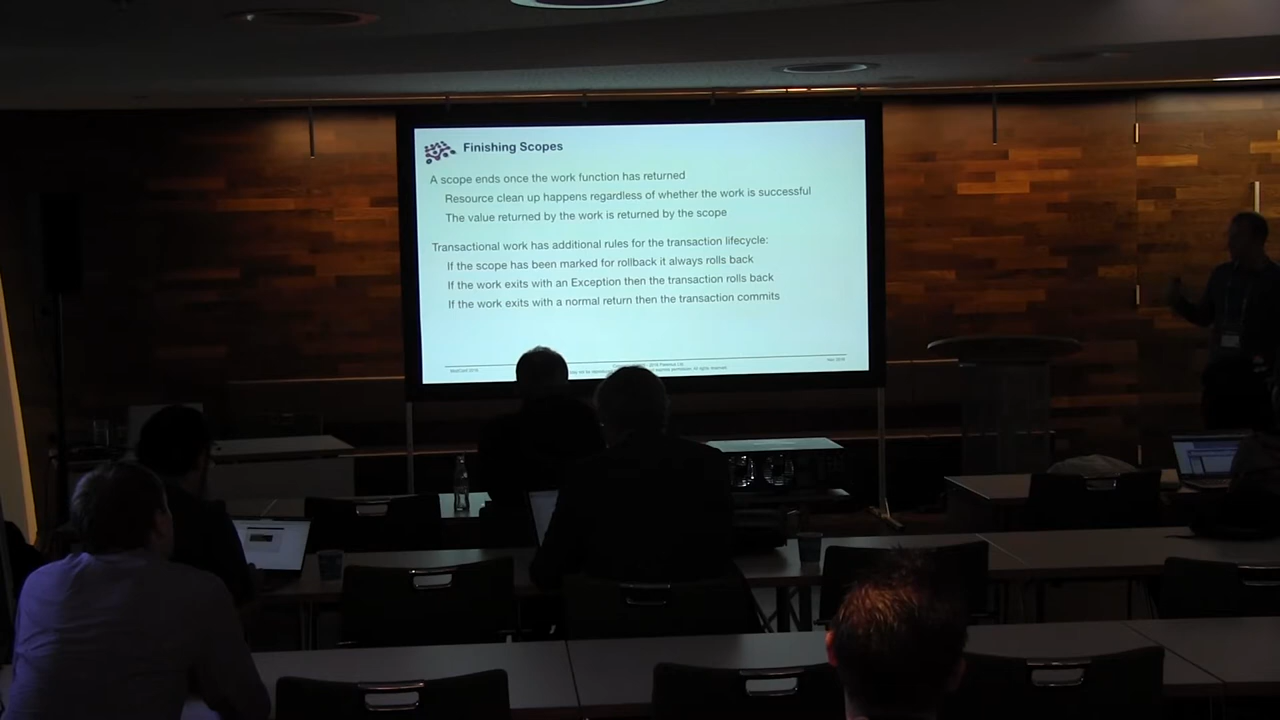 Finishing Scopes
A scope ends once the work function has returned
Resource clean up happens regardless of whether the work is successful
The value returned by the work is returned by the scope
Transactional work has additional rules for the transaction lifecycle:
If the scope has been marked for rollback it always rolls back
If the work exits with an Exception then the transaction rolls back
If the work exits with a normal return then the transaction commits